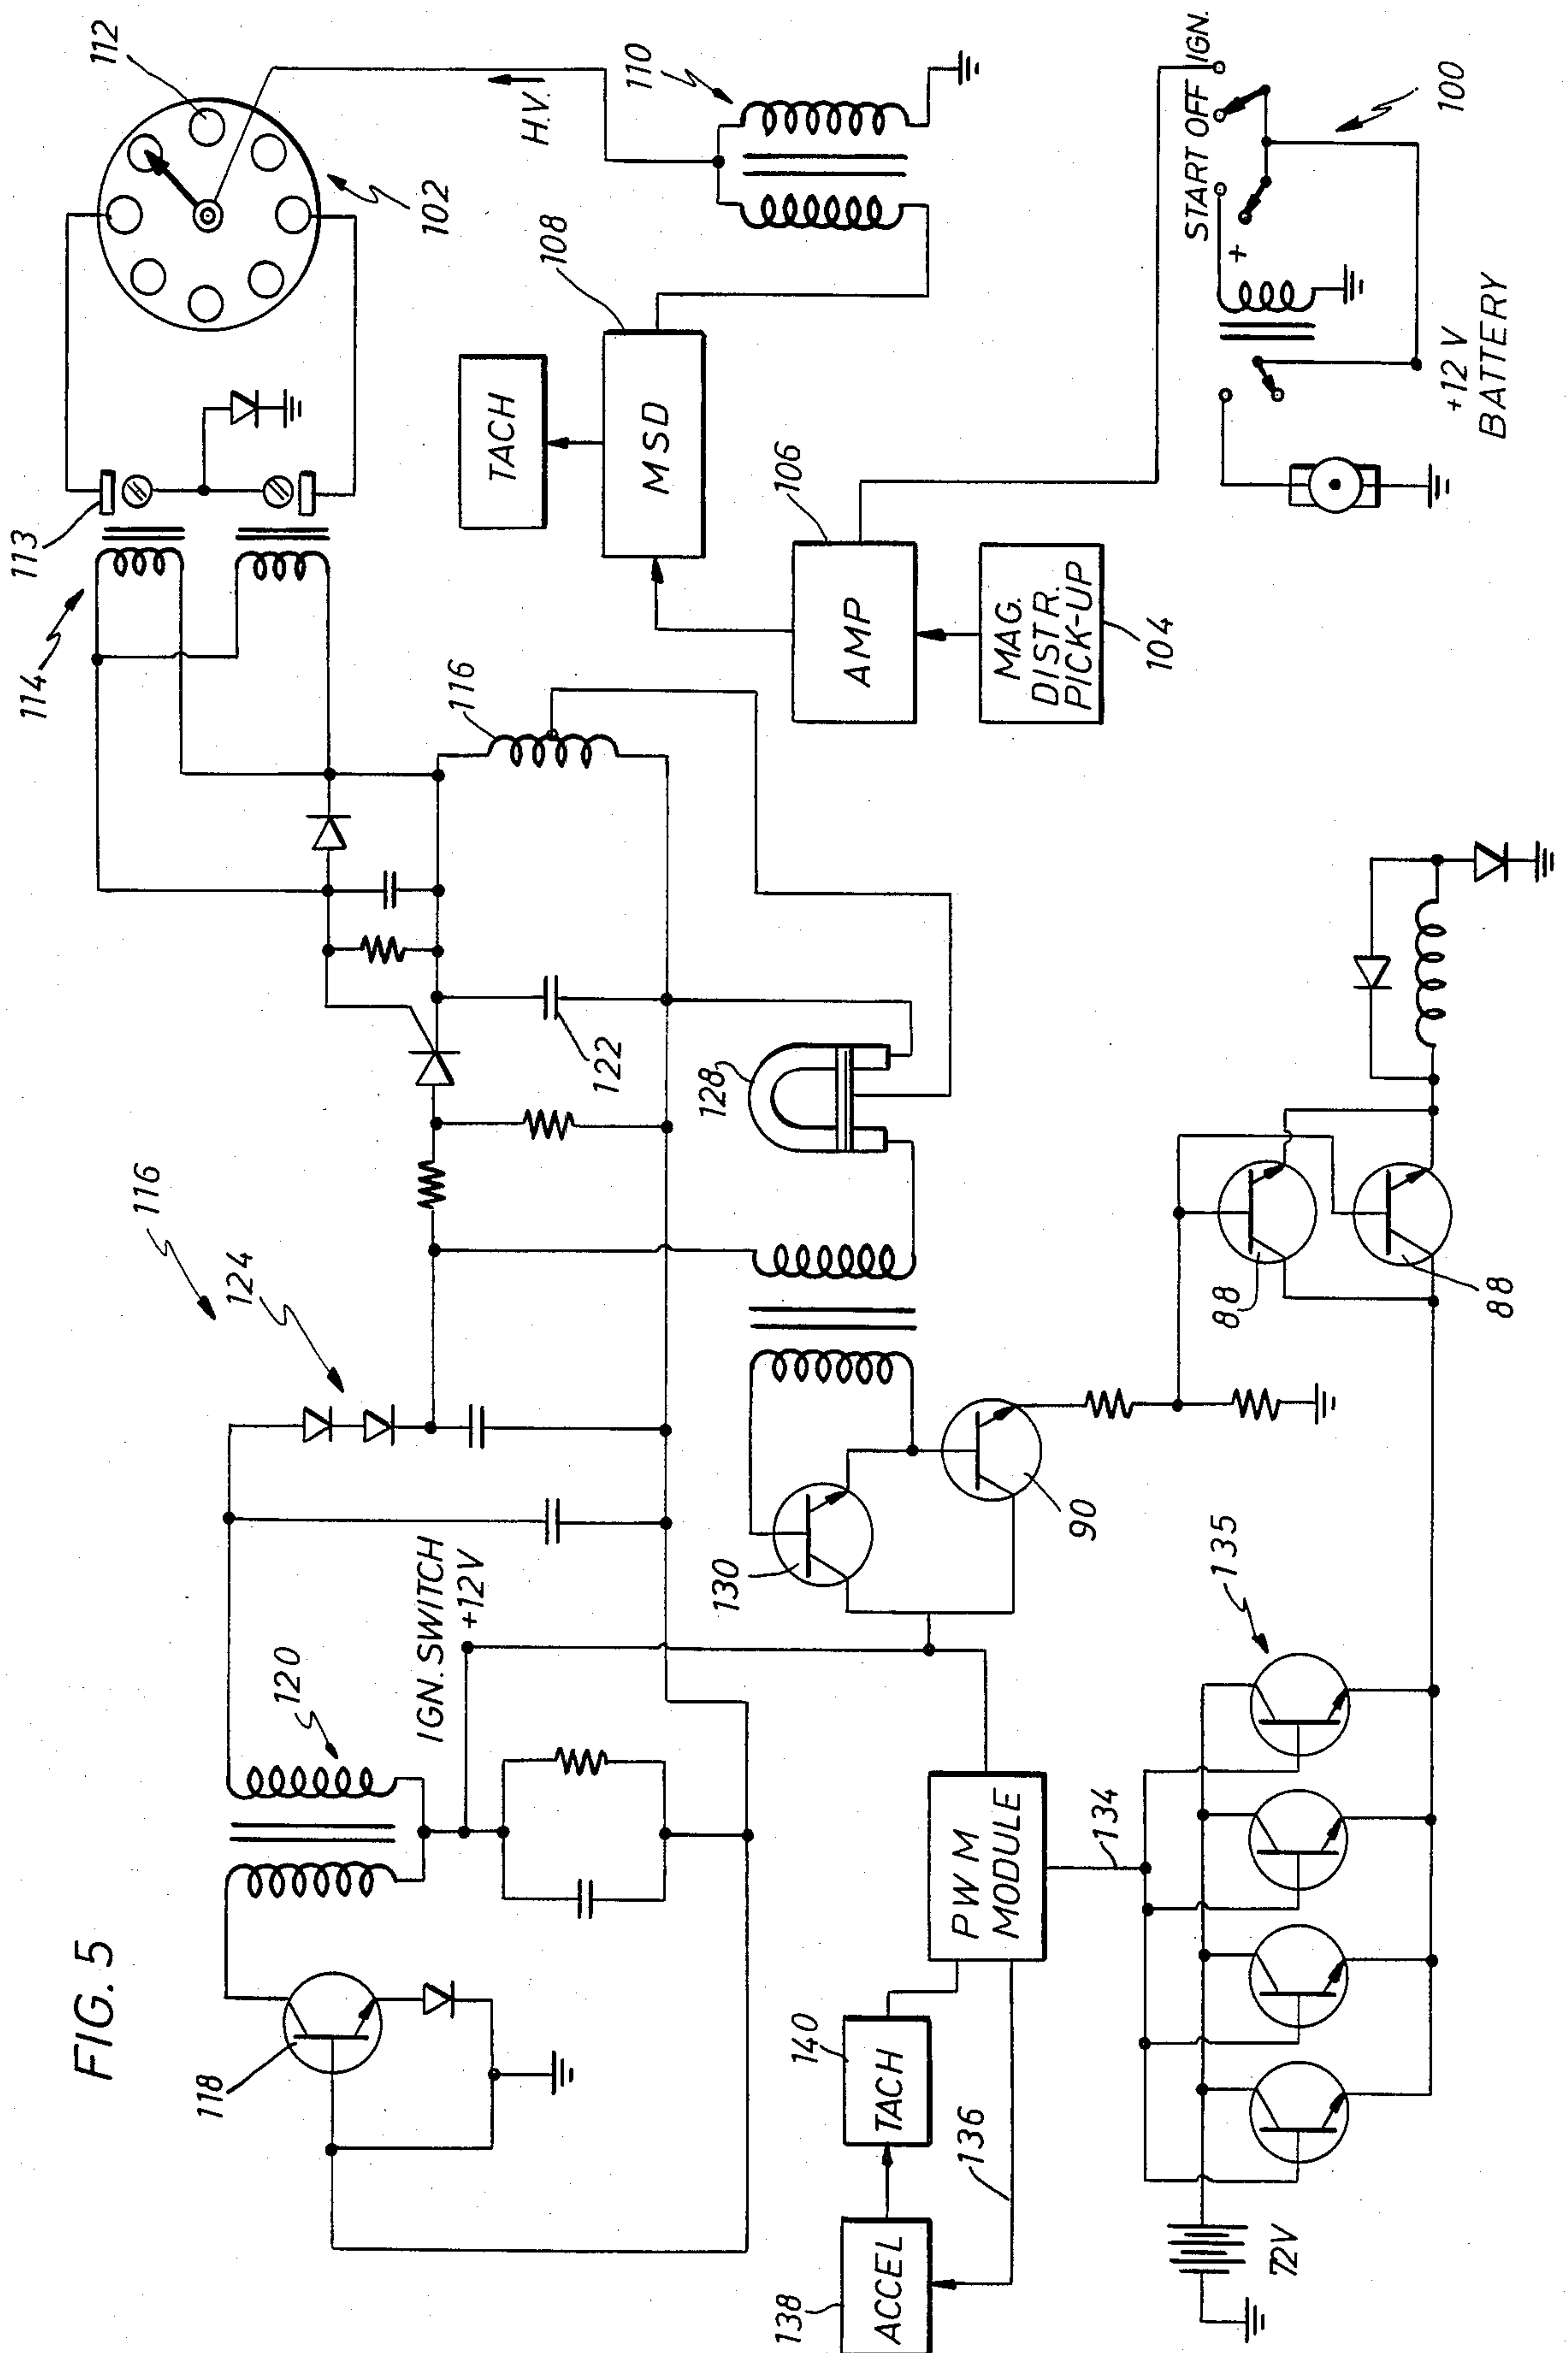 FIG. 5
118
120
116
124
114
113
112
102
IGN. SWITCH
+12V
122
116
TACH
108
MSD
H.V.
110
128
130
90
106
AMP
MAG.
DISTR.
PICK-UP
104
138
ACCEL
140
TACH
136
PWM
MODULE
134
135
72V
88
88
START
OFF
IGN.
+
100
+12V
BATTERY